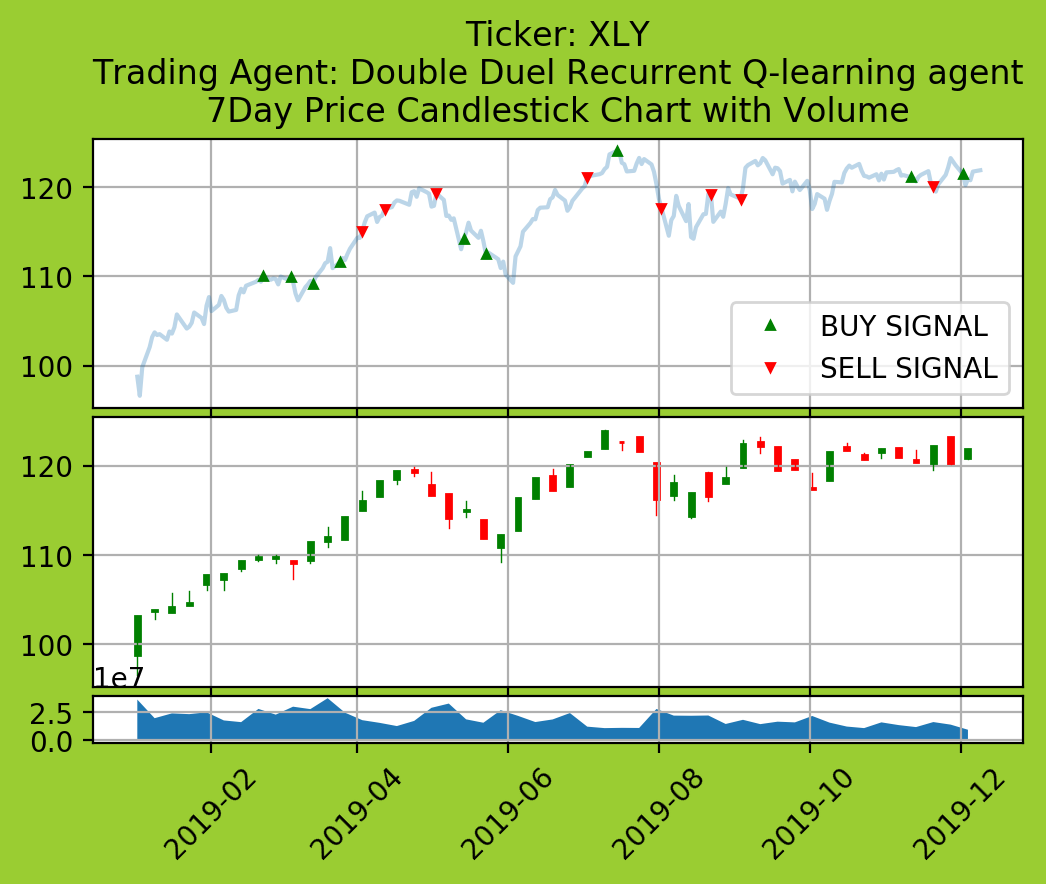 Ticker: XLY
Trading Agent: Double Duel Recurrent Q-learning agent
7Day Price Candlestick Chart with Volume
120
110
100
BUY SIGNAL
SELL SIGNAL
120
110
100
1e7
2.5
0.0
2019-02
2019-04
2019-06
2019-08
2019-10
2019-12